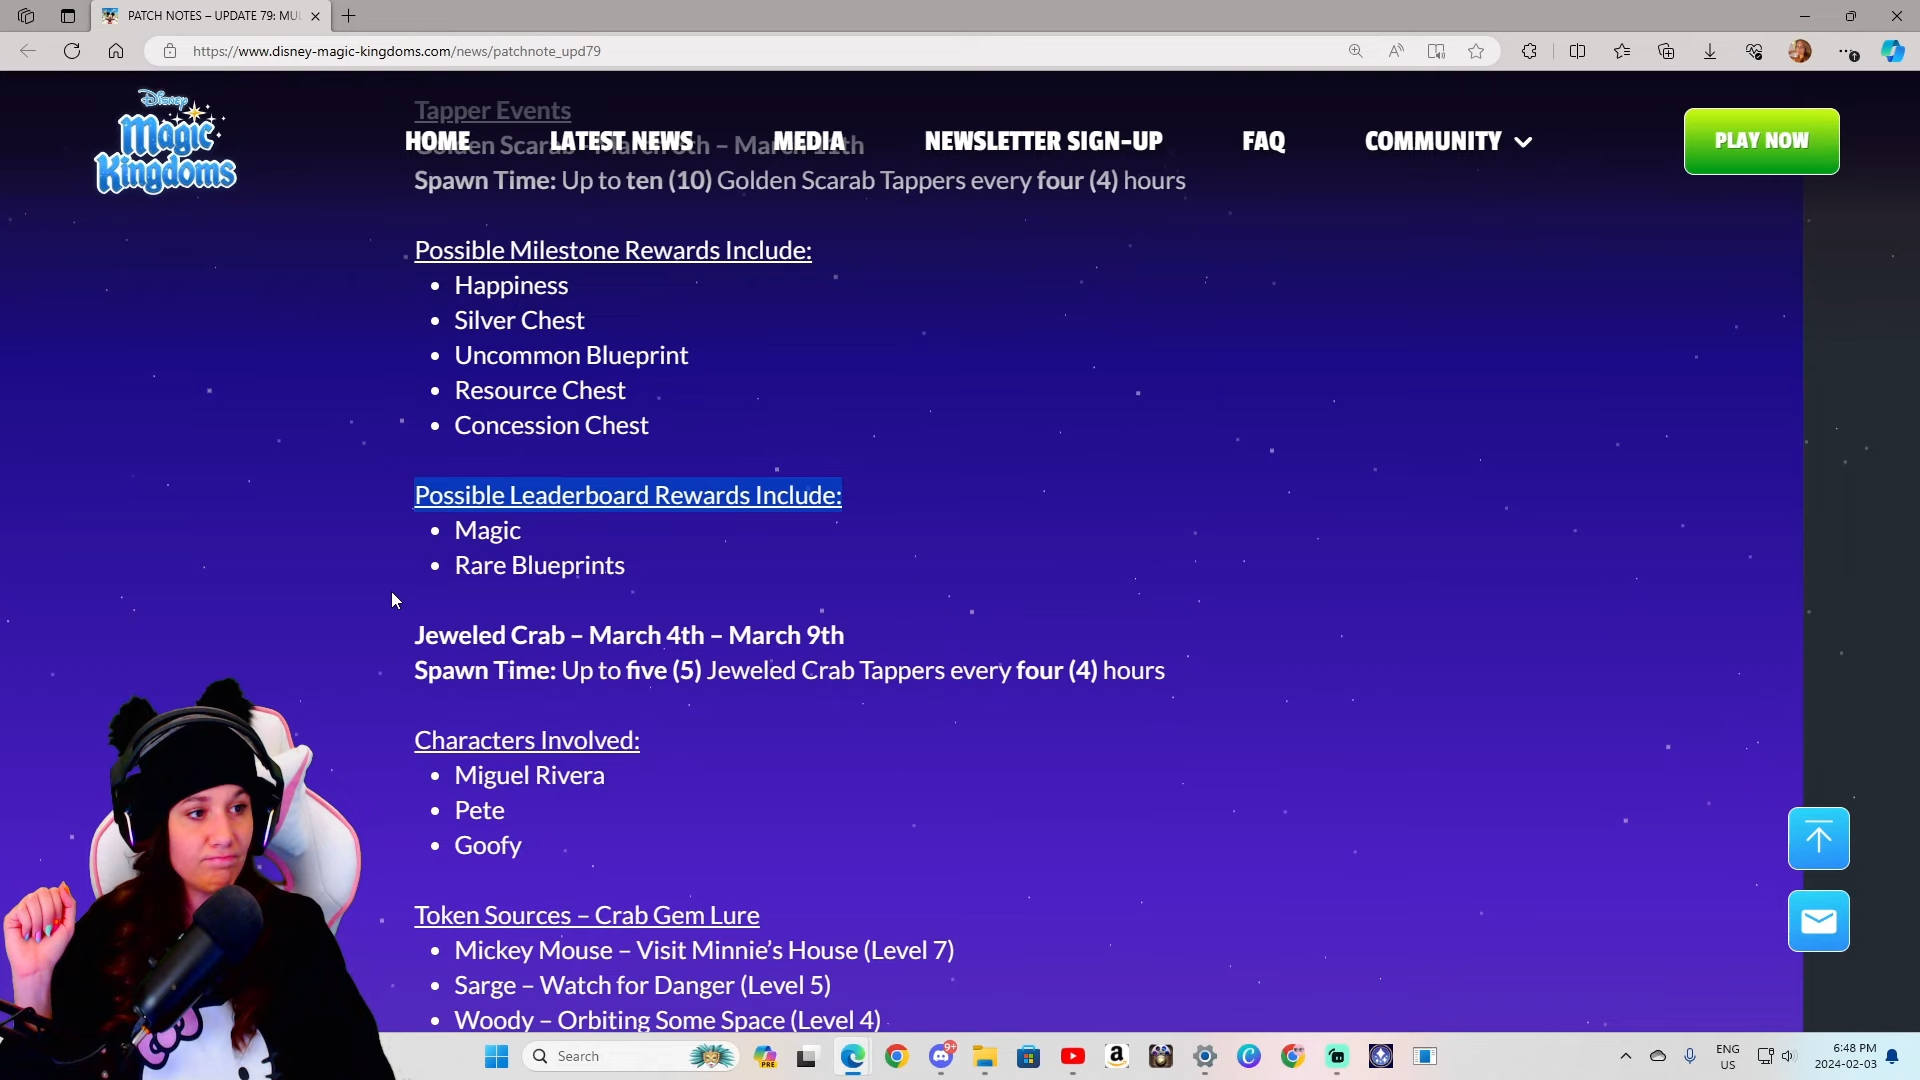 PATCH NOTES – UPDATE 79: MU
https://www.disney-magic-kingdoms.com/news/patchnote_upd79
Disney
Magic
Kingdoms
HOME
LATEST NEWS
MEDIA
NEWSLETTER SIGN-UP
FAQ
COMMUNITY
PLAY NOW
Tapper Events
Golden Scarab – March 11th
Spawn Time: Up to ten (10) Golden Scarab Tappers every four (4) hours
Possible Milestone Rewards Include:
• Happiness
• Silver Chest
• Uncommon Blueprint
• Resource Chest
• Concession Chest
Possible Leaderboard Rewards Include:
• Magic
• Rare Blueprints
Jeweled Crab – March 4th – March 9th
Spawn Time: Up to five (5) Jeweled Crab Tappers every four (4) hours
Characters Involved:
• Miguel Rivera
• Pete
• Goofy
Token Sources – Crab Gem Lure
• Mickey Mouse – Visit Minnie's House (Level 7)
• Sarge – Watch for Danger (Level 5)
• Woody – Orbiting Some Space (Level 4)
Search
PRE
9+
ENG
US
6:48 PM
2024-02-03